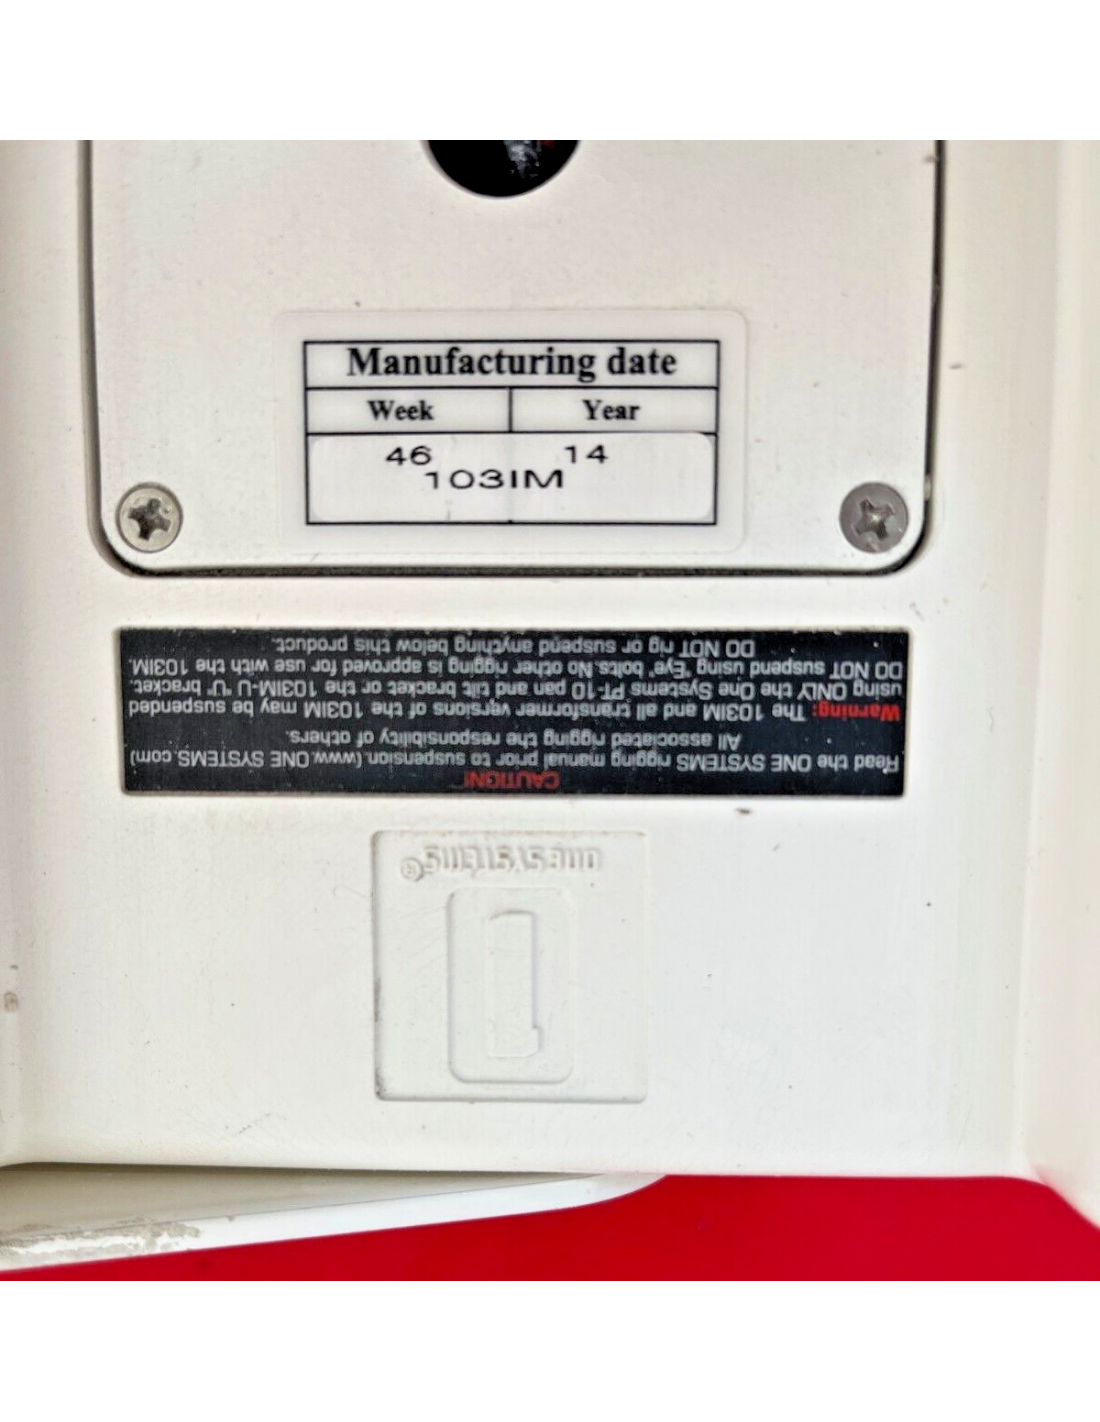 Manufacturing date
Week Year
46 14
103IM
CAUTION!
Read the ONE SYSTEMS rigging manual prior to suspension.(www.ONE SYSTEMS.com)
All associated rigging the responsibility of others.
Warning: The 103IM and all transformer versions of the 103IM may be suspended
using ONLY the One Systems PT-10 pan and tilt bracket or the 103IM-U "U" bracket.
DO NOT suspend using "Eye" bolts. No other rigging is approved for use with the 103IM.
DO NOT rig or suspend anything below this product.
ONE SYSTEMS®
1